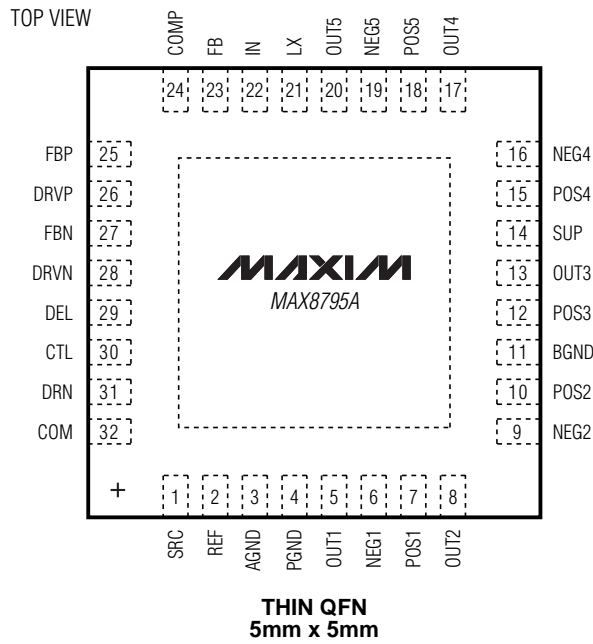 TOP VIEW
COMP FB IN LX OUT5 NEG5 POS5 OUT4
24 23 22 21 20 19 18 17
FBP 25
DRVP 26
FBN 27
DRVN 28
DEL 29
CTL 30
DRN 31
COM 32
MAXIM
MAX8795A
16 NEG4
15 POS4
14 SUP
13 OUT3
12 POS3
11 BGND
10 POS2
9 NEG2
+
1 2 3 4 5 6 7 8
SRC REF AGND PGND OUT1 NEG1 POS1 OUT2
THIN QFN
5mm x 5mm